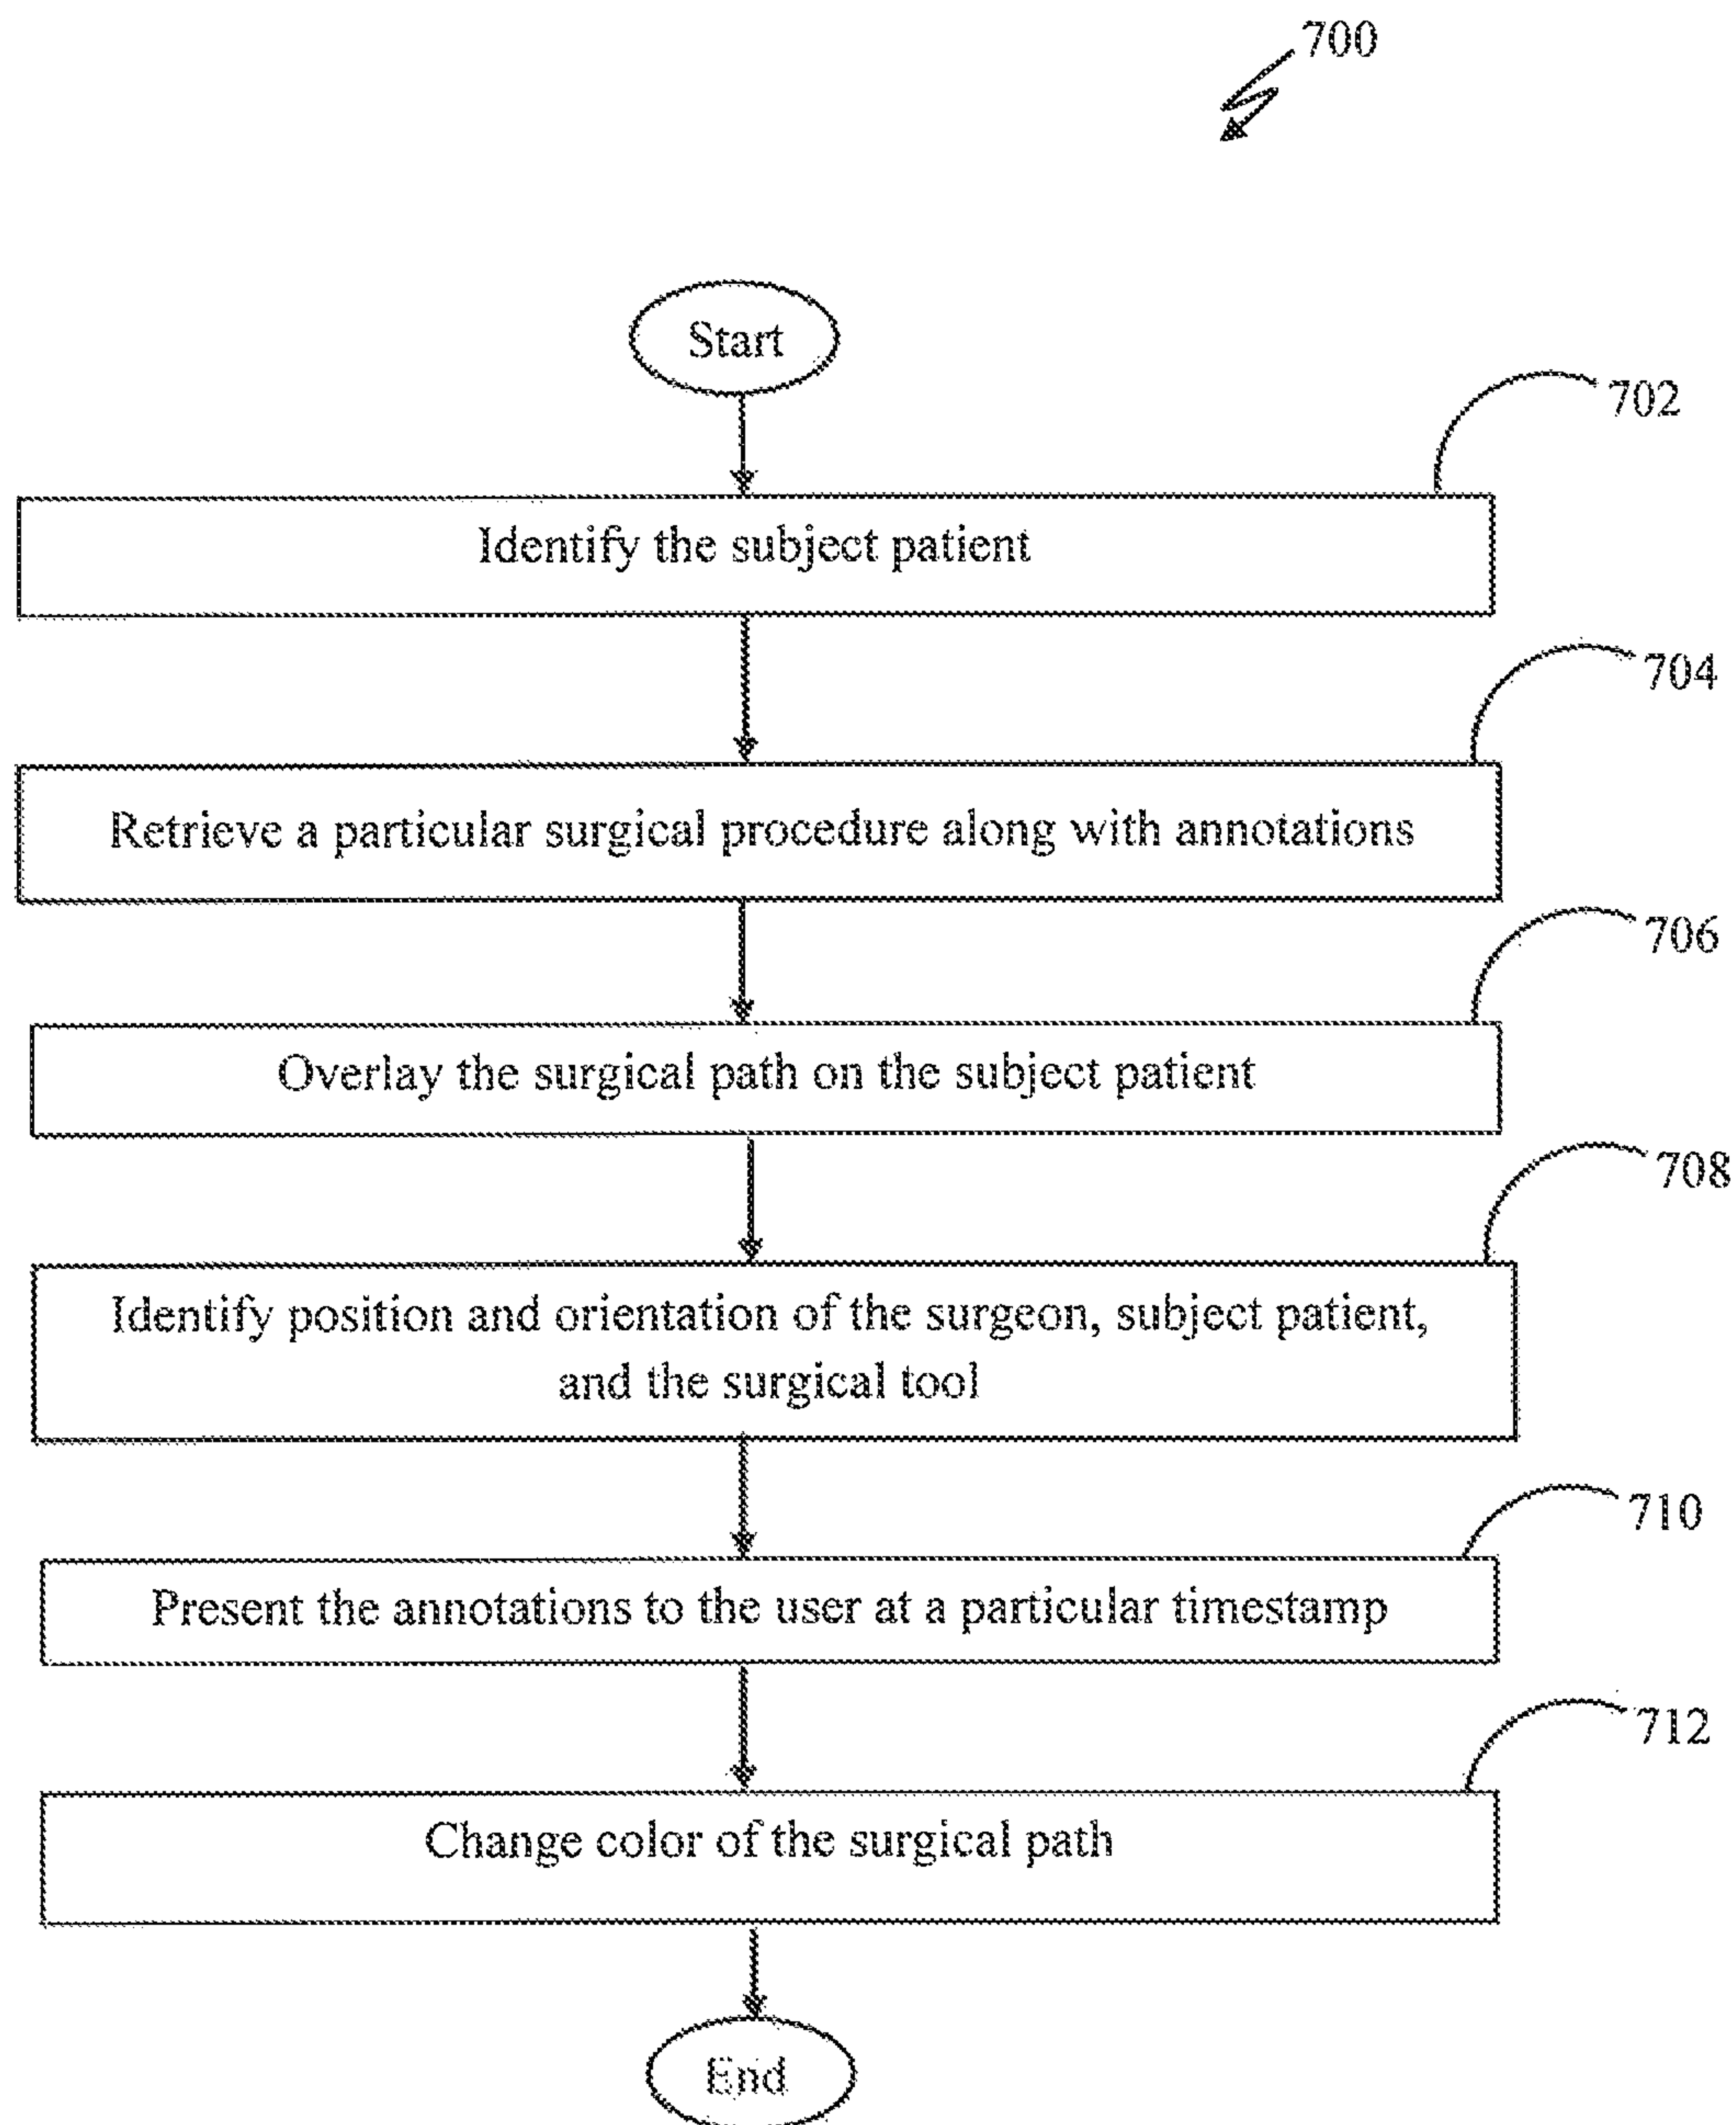 700
Start
702
Identify the subject patient
704
Retrieve a particular surgical procedure along with annotations
706
Overlay the surgical path on the subject patient
708
Identify position and orientation of the surgeon, subject patient,
and the surgical tool
710
Present the annotations to the user at a particular timestamp
712
Change color of the surgical path
End